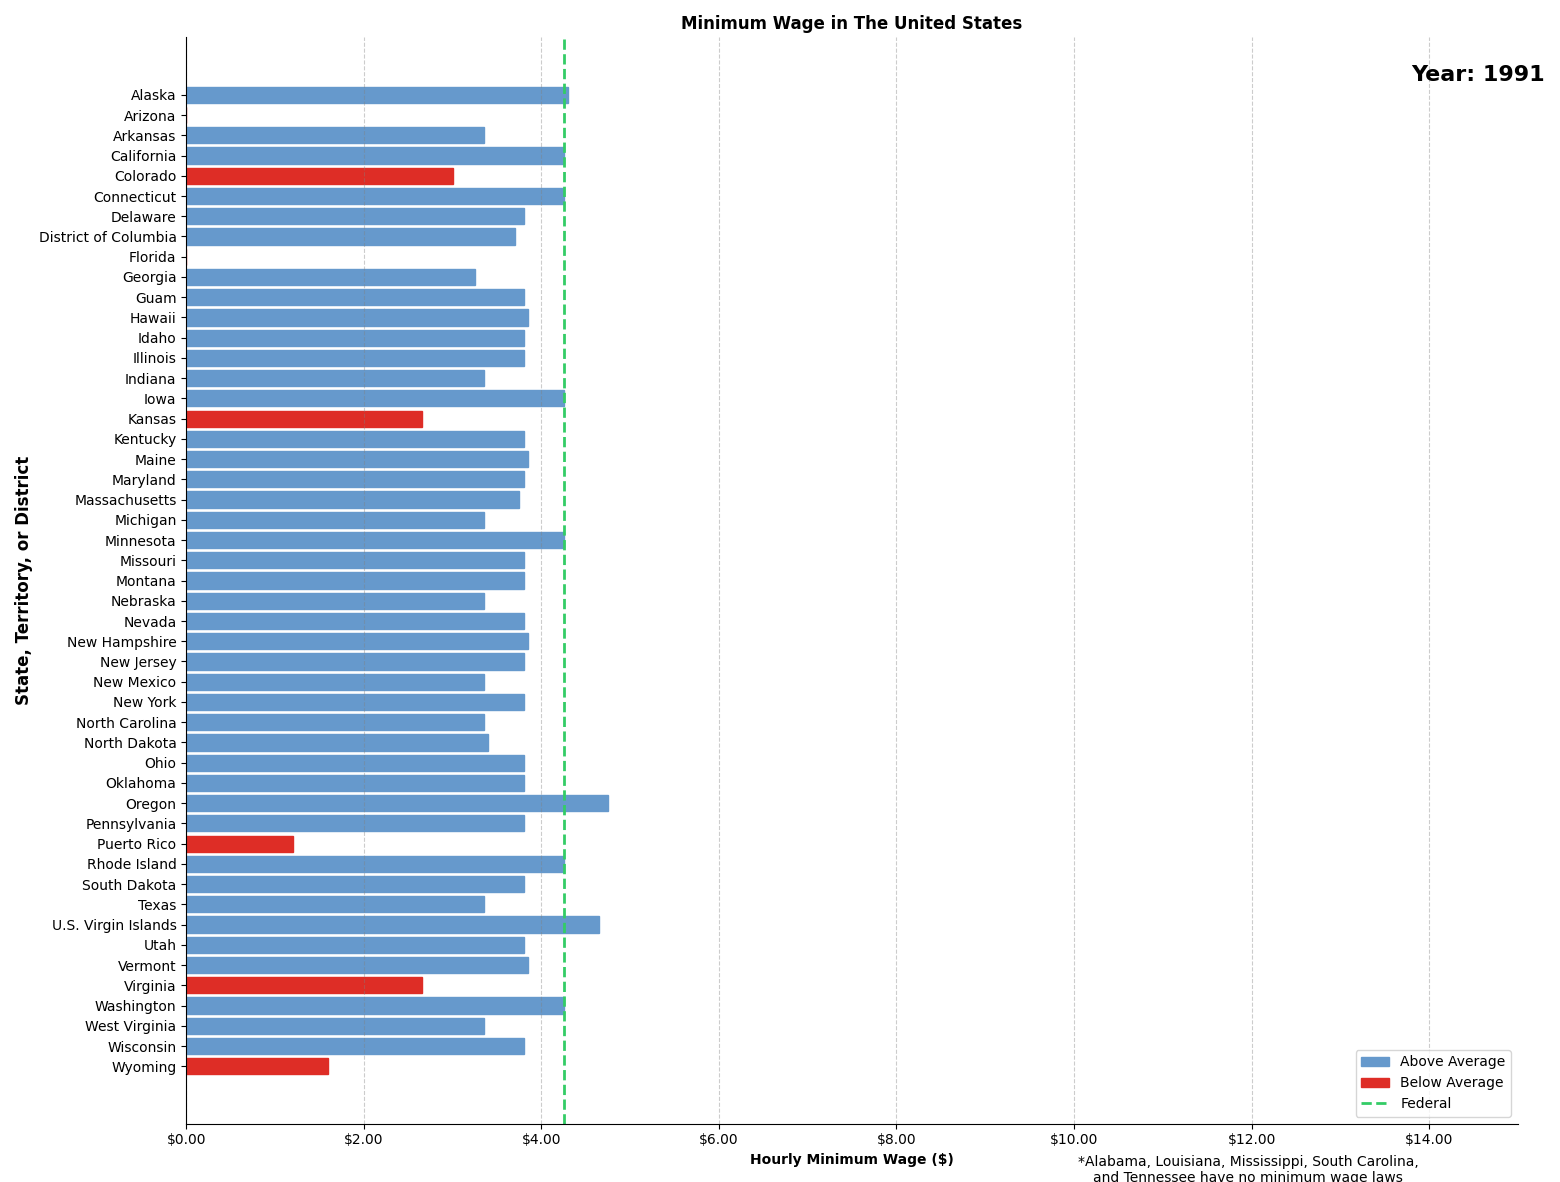 Minimum Wage in The United States
Year: 1991
State, Territory, or District
Alaska
Arizona
Arkansas
California
Colorado
Connecticut
Delaware
District of Columbia
Florida
Georgia
Guam
Hawaii
Idaho
Illinois
Indiana
Iowa
Kansas
Kentucky
Maine
Maryland
Massachusetts
Michigan
Minnesota
Missouri
Montana
Nebraska
Nevada
New Hampshire
New Jersey
New Mexico
New York
North Carolina
North Dakota
Ohio
Oklahoma
Oregon
Pennsylvania
Puerto Rico
Rhode Island
South Dakota
Texas
U.S. Virgin Islands
Utah
Vermont
Virginia
Washington
West Virginia
Wisconsin
Wyoming
Above Average
Below Average
Federal
$0.00 $2.00 $4.00 $6.00 $8.00 $10.00 $12.00 $14.00
Hourly Minimum Wage ($)
*Alabama, Louisiana, Mississippi, South Carolina,
and Tennessee have no minimum wage laws